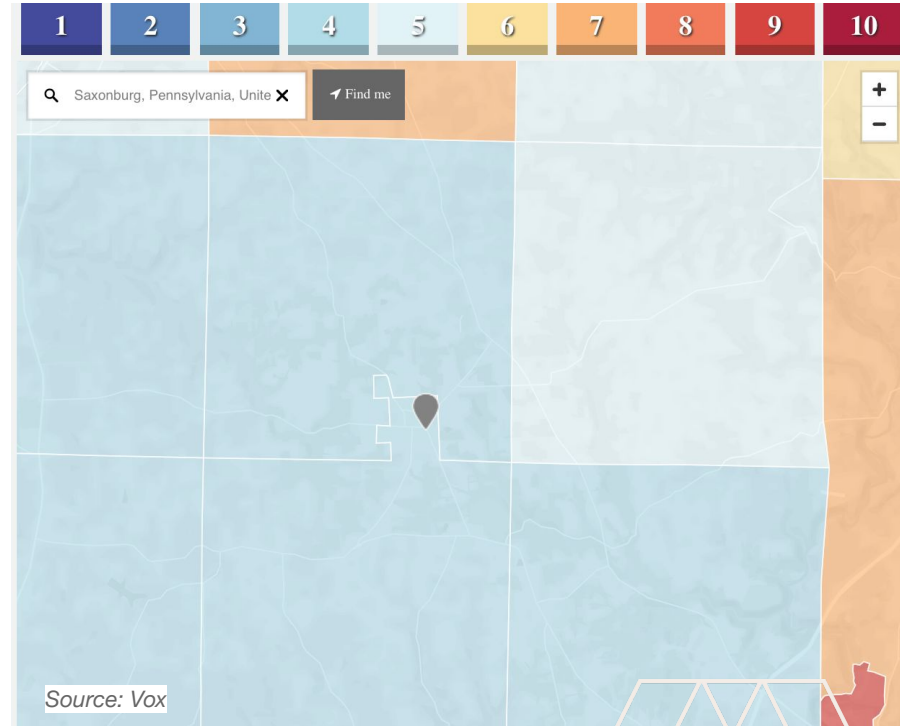 1 2 3 4 5 6 7 8 9 10
Saxonburg, Pennsylvania, Unite Find me
+
−
Source: Vox